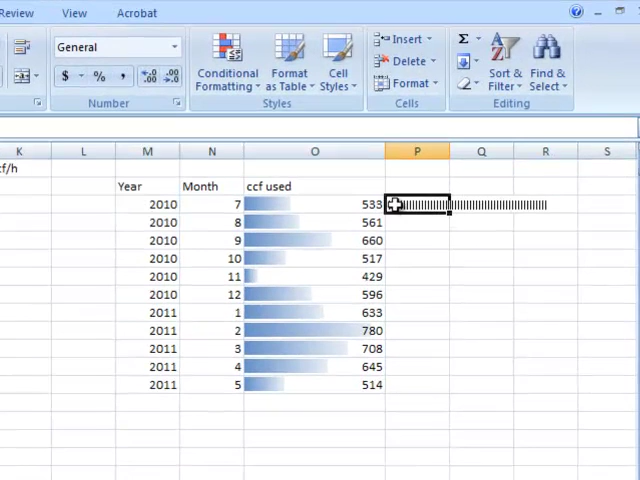 Review View Acrobat
General
$ % , .00 .00
Number
Conditional Formatting
Format as Table
Cell Styles
Styles
Insert
Delete
Format
Cells
Σ
Sort & Filter
Find & Select
Editing
K L M N O P Q R S
cf/h
Year Month ccf used
2010 7 533
2010 8 561
2010 9 660
2010 10 517
2010 11 429
2010 12 596
2011 1 633
2011 2 780
2011 3 708
2011 4 645
2011 5 514